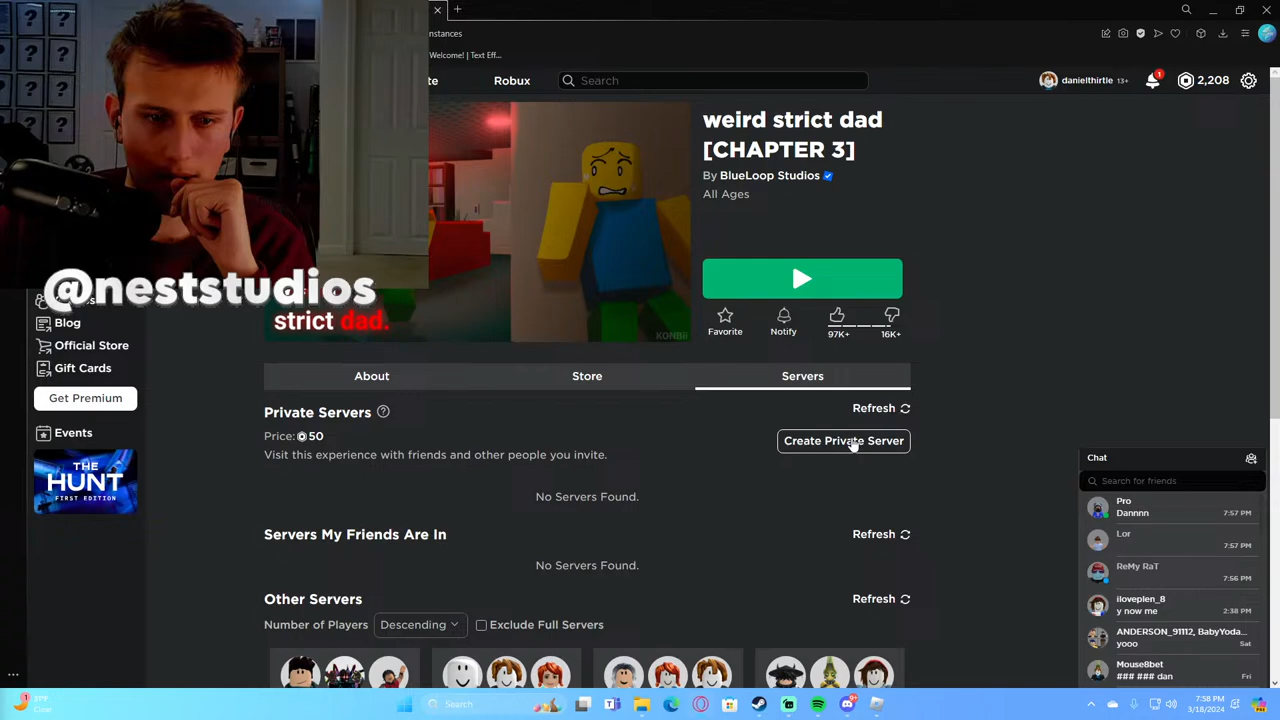 nstances
Welcome! | Text Eff...
te
Robux
Search
danielthirtle 13+
1
2,208
weird strict dad
[CHAPTER 3]
By BlueLoop Studios
All Ages
@neststudios
strict dad.
KONBII
Favorite
Notify
97K+
16K+
Blog
Official Store
Gift Cards
Get Premium
Events
THE
HUNT
FIRST EDITION
About
Store
Servers
Private Servers
Refresh
Price: 50
Create Private Server
Visit this experience with friends and other people you invite.
No Servers Found.
Servers My Friends Are In
Refresh
No Servers Found.
Other Servers
Refresh
Number of Players
Descending
Exclude Full Servers
Chat
Search for friends
Pro
Dannnn
7:57 PM
Lor
7:57 PM
ReMy RaT
7:56 PM
iloveplen_8
y now me
2:38 PM
ANDERSON_91112, BabyYoda...
yooo
Sat
Mouse8bet
### ### dan
Fri
Clear
Search
7:58 PM
3/18/2024